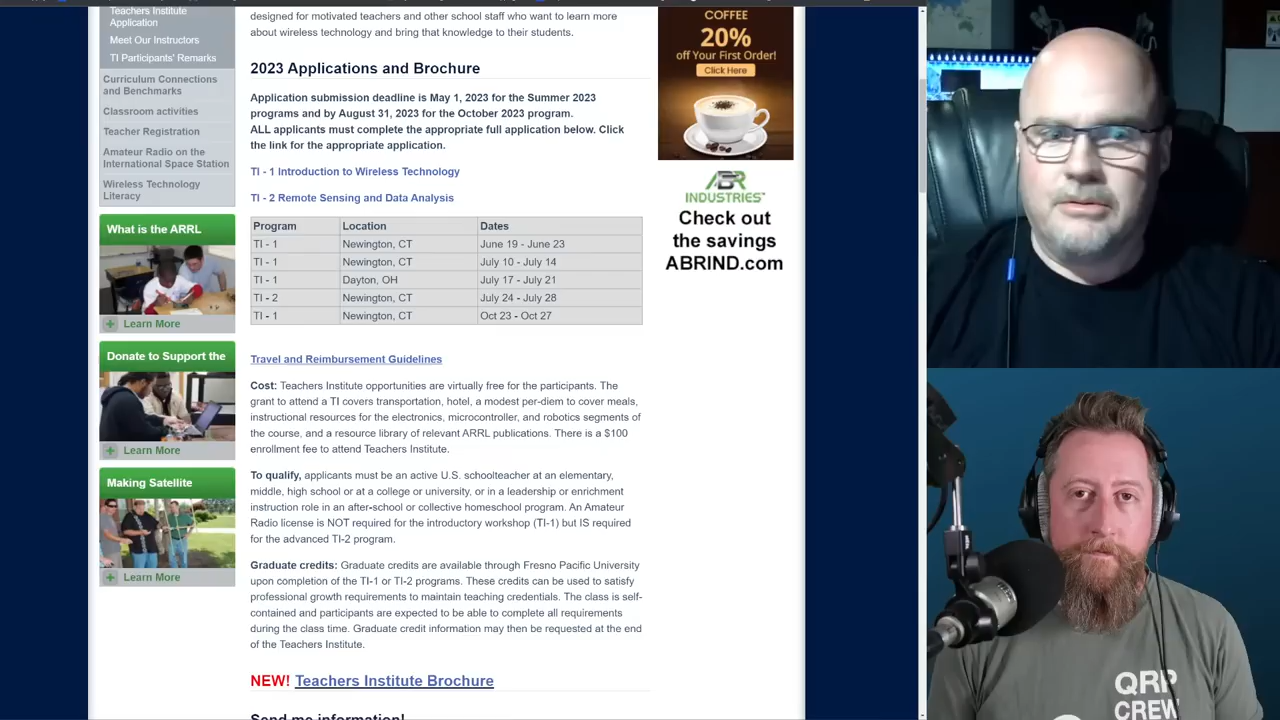 Teachers Institute
Application
Meet Our Instructors
TI Participants' Remarks
Curriculum Connections
and Benchmarks
Classroom activities
Teacher Registration
Amateur Radio on the
International Space Station
Wireless Technology
Literacy
What is the ARRL
+ Learn More
Donate to Support the
+ Learn More
Making Satellite
+ Learn More
designed for motivated teachers and other school staff who want to learn more
about wireless technology and bring that knowledge to their students.
2023 Applications and Brochure
Application submission deadline is May 1, 2023 for the Summer 2023
programs and by August 31, 2023 for the October 2023 program.
ALL applicants must complete the appropriate full application below. Click
the link for the appropriate application.
TI - 1 Introduction to Wireless Technology
TI - 2 Remote Sensing and Data Analysis
Program Location Dates
TI - 1 Newington, CT June 19 - June 23
TI - 1 Newington, CT July 10 - July 14
TI - 1 Dayton, OH July 17 - July 21
TI - 2 Newington, CT July 24 - July 28
TI - 1 Newington, CT Oct 23 - Oct 27
Travel and Reimbursement Guidelines
Cost: Teachers Institute opportunities are virtually free for the participants. The
grant to attend a TI covers transportation, hotel, a modest per-diem to cover meals,
instructional resources for the electronics, microcontroller, and robotics segments of
the course, and a resource library of relevant ARRL publications. There is a $100
enrollment fee to attend Teachers Institute.
To qualify, applicants must be an active U.S. schoolteacher at an elementary,
middle, high school or at a college or university, or in a leadership or enrichment
instruction role in an after-school or collective homeschool program. An Amateur
Radio license is NOT required for the introductory workshop (TI-1) but IS required
for the advanced TI-2 program.
Graduate credits: Graduate credits are available through Fresno Pacific University
upon completion of the TI-1 or TI-2 programs. These credits can be used to satisfy
professional growth requirements to maintain teaching credentials. The class is self-
contained and participants are expected to be able to complete all requirements
during the class time. Graduate credit information may then be requested at the end
of the Teachers Institute.
NEW! Teachers Institute Brochure
Send me information!
COFFEE
20%
off Your First Order!
Click Here
ABR
INDUSTRIES
Check out
the savings
ABRIND.com
QRP
CREW